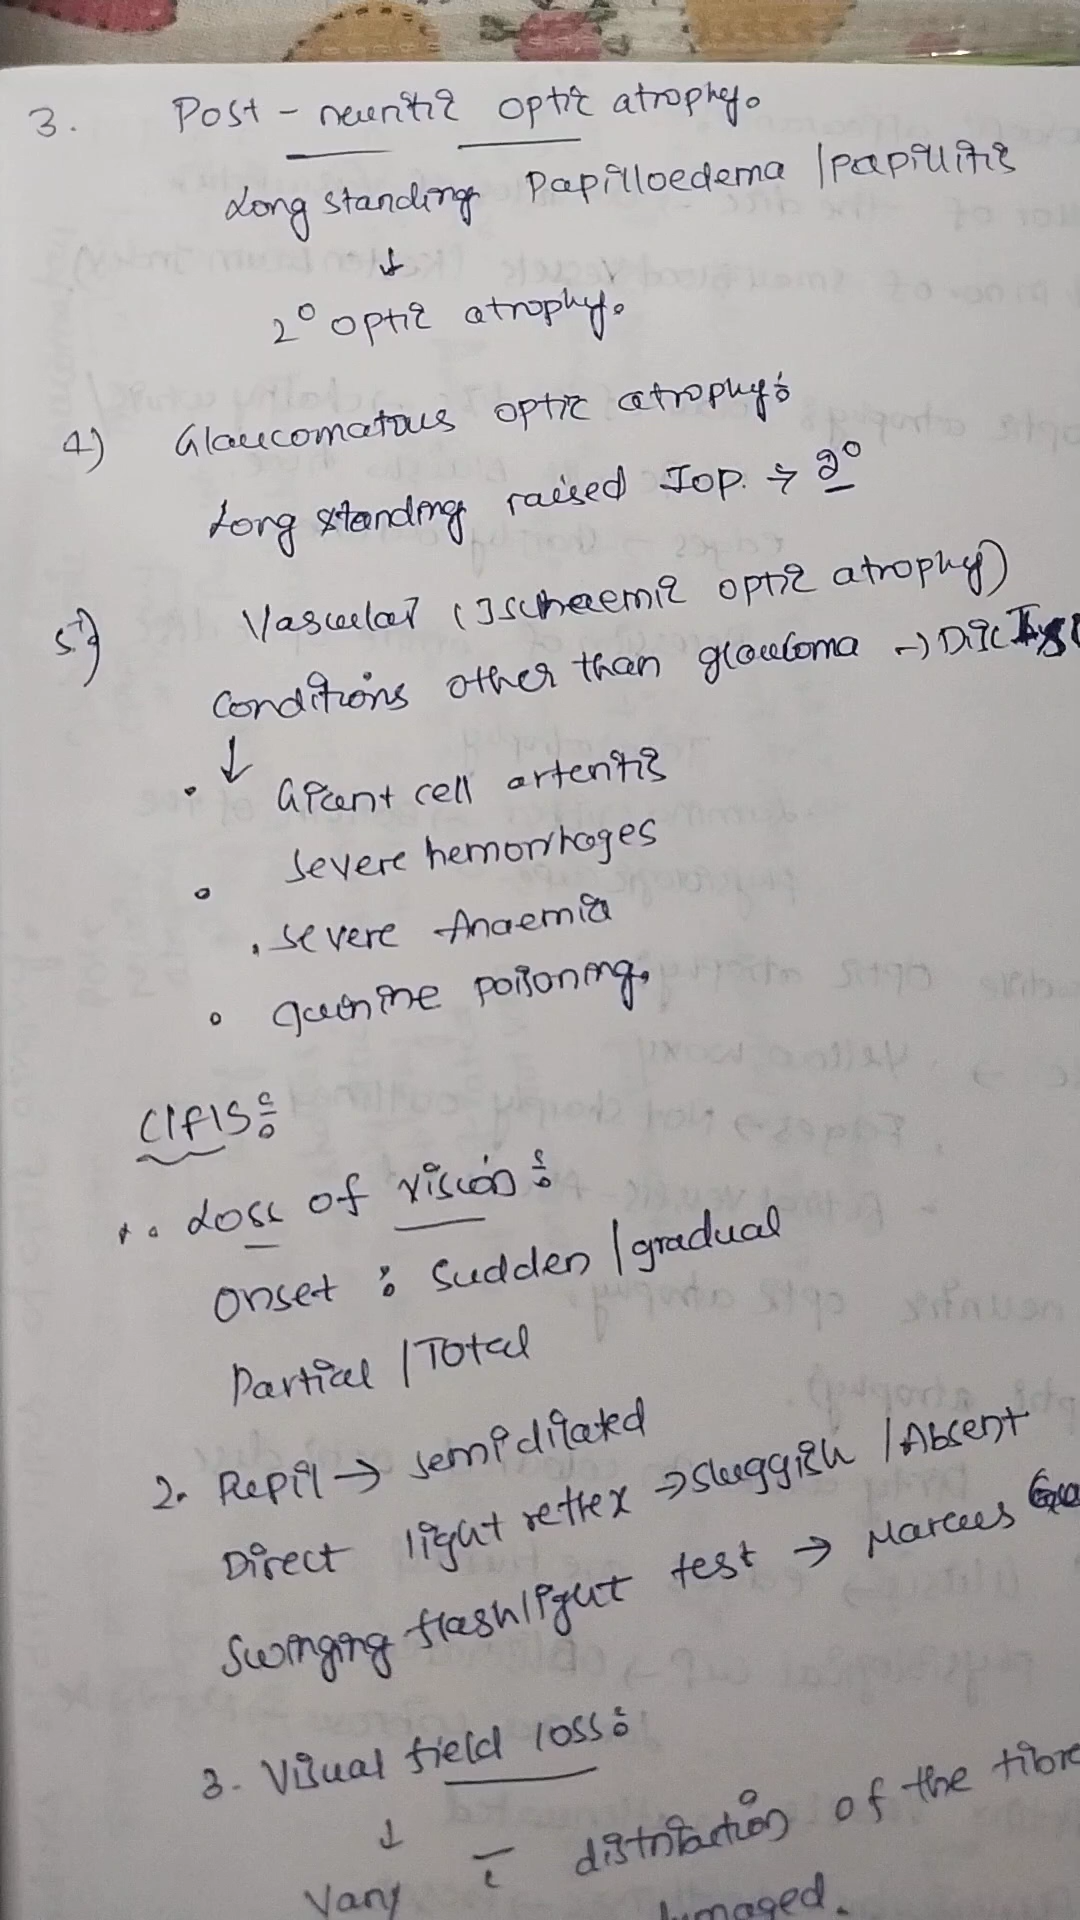 3. Post - neuritic optic atrophy.
Long standing Papilloedema / papillitis
↓
2° optic atrophy.
4) Glaucomatous optic atrophy:
Long standing raised IOP. → 2°
5) Vascular (Ischaemic optic atrophy)
Conditions other than glaucoma → Disc
↓
• Giant cell arteritis
• Severe hemorrhages
• Severe Anaemia
• Quinine poisoning.
C/F/S:
1. Loss of vision:
Onset: Sudden / gradual
Partial / Total
2. Pupil → semidilated
Direct light reflex → sluggish / Absent
Swinging flashlight test → Marcus
3. Visual field loss:
↓
Vary c̄ distribution of the fibre
damaged.